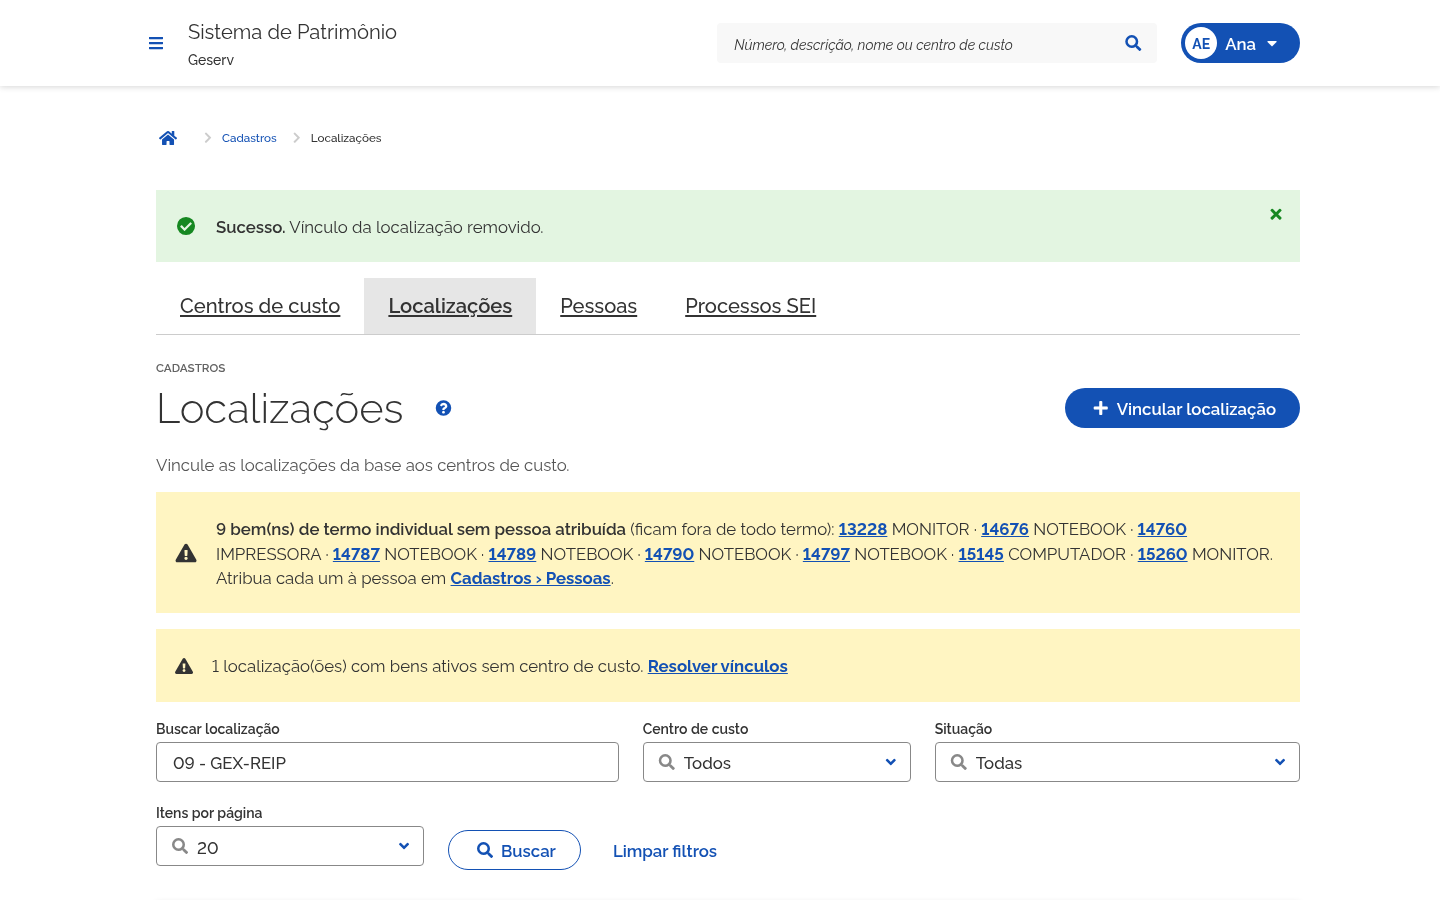 Sistema de Patrimônio
Geserv
Número, descrição, nome ou centro de custo
AE Ana
Cadastros Localizações
Sucesso. Vínculo da localização removido.
Centros de custo Localizações Pessoas Processos SEI
CADASTROS
Localizações
Vincular localização
Vincule as localizações da base aos centros de custo.
9 bem(ns) de termo individual sem pessoa atribuída (ficam fora de todo termo): 13228 MONITOR · 14676 NOTEBOOK · 14760
IMPRESSORA · 14787 NOTEBOOK · 14789 NOTEBOOK · 14790 NOTEBOOK · 14797 NOTEBOOK · 15145 COMPUTADOR · 15260 MONITOR.
Atribua cada um à pessoa em Cadastros › Pessoas.
1 localização(ões) com bens ativos sem centro de custo. Resolver vínculos
Buscar localização Centro de custo Situação
09 - GEX-REIP Todos Todas
Itens por página
20 Buscar Limpar filtros